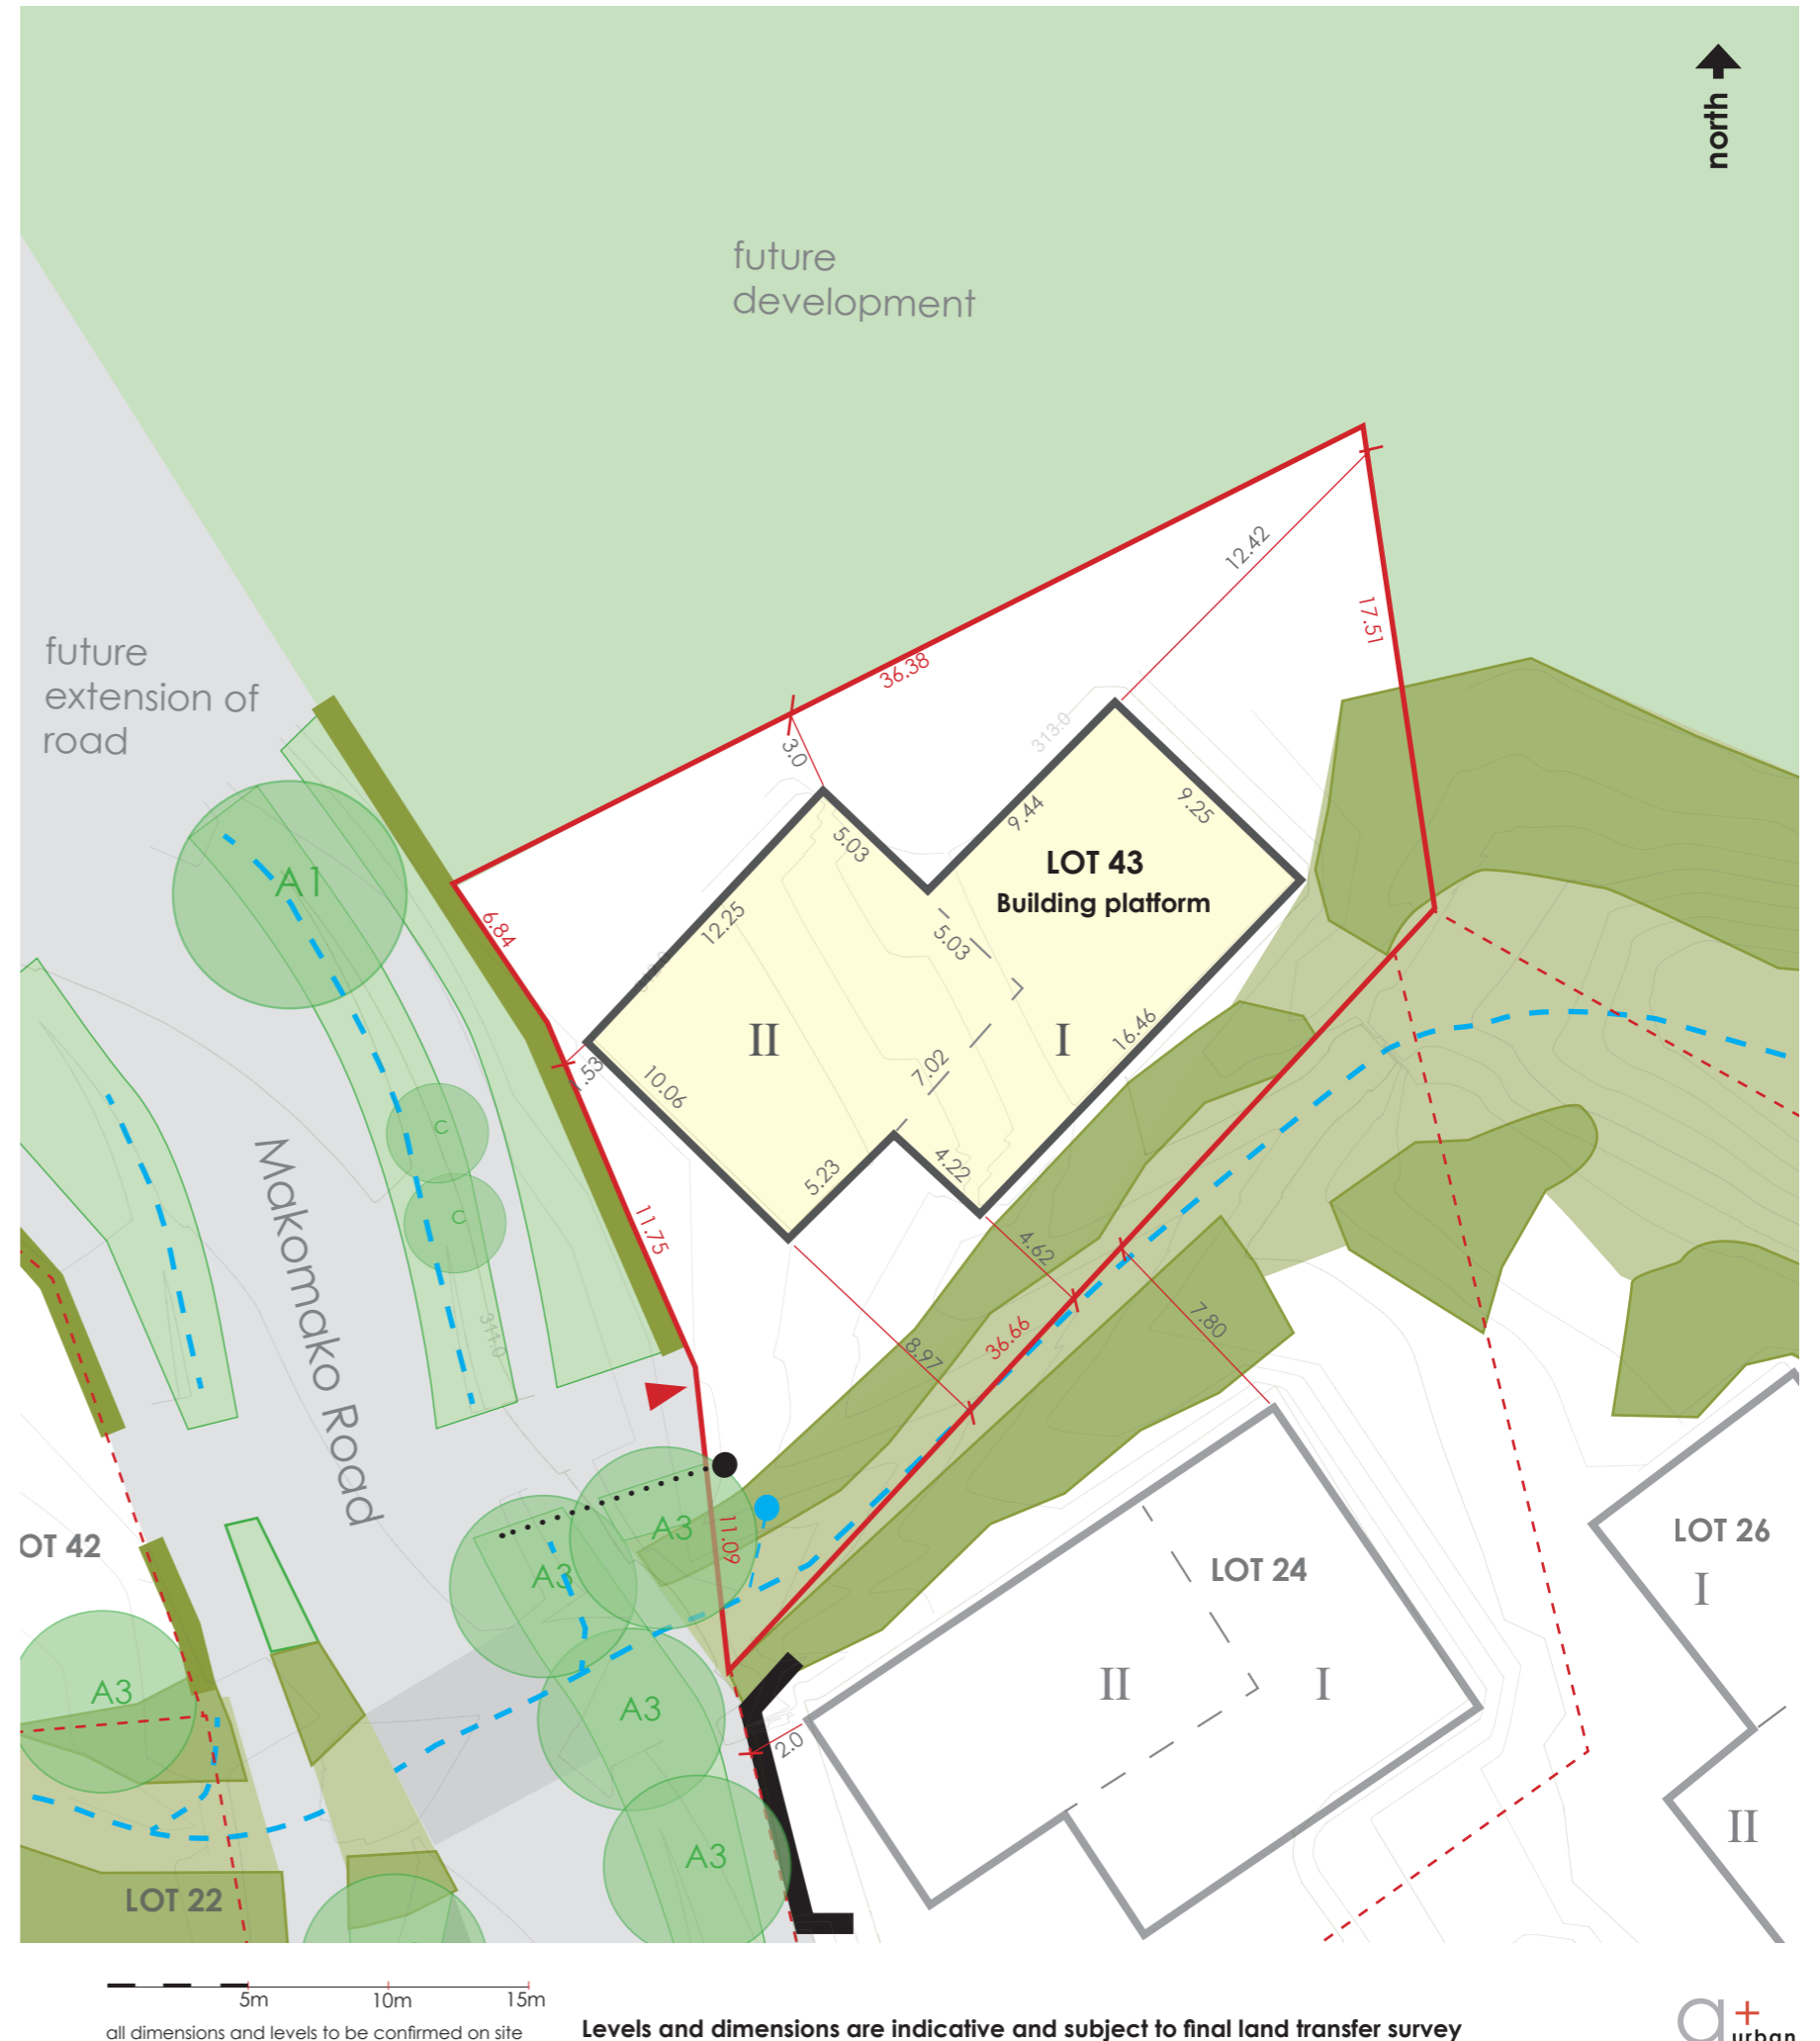 north
future
development
12.42
17.51
36.38
future
extension of
road
3.0
313.0
9.44
9.25
5.03
LOT 43
Building platform
A1
6.84
12.25
5.03
II
I
16.46
.53
10.06
7.02
C
5.23
4.22
C
11.75
Makomako Road
311.0
4.62
36.66
7.80
8.97
A3
11.09
OT 42
A3
LOT 24
LOT 26
I
II
I
A3
A3
2.0
II
A3
LOT 22
5m
10m
15m
all dimensions and levels to be confirmed on site
Levels and dimensions are indicative and subject to final land transfer survey
a+
urban